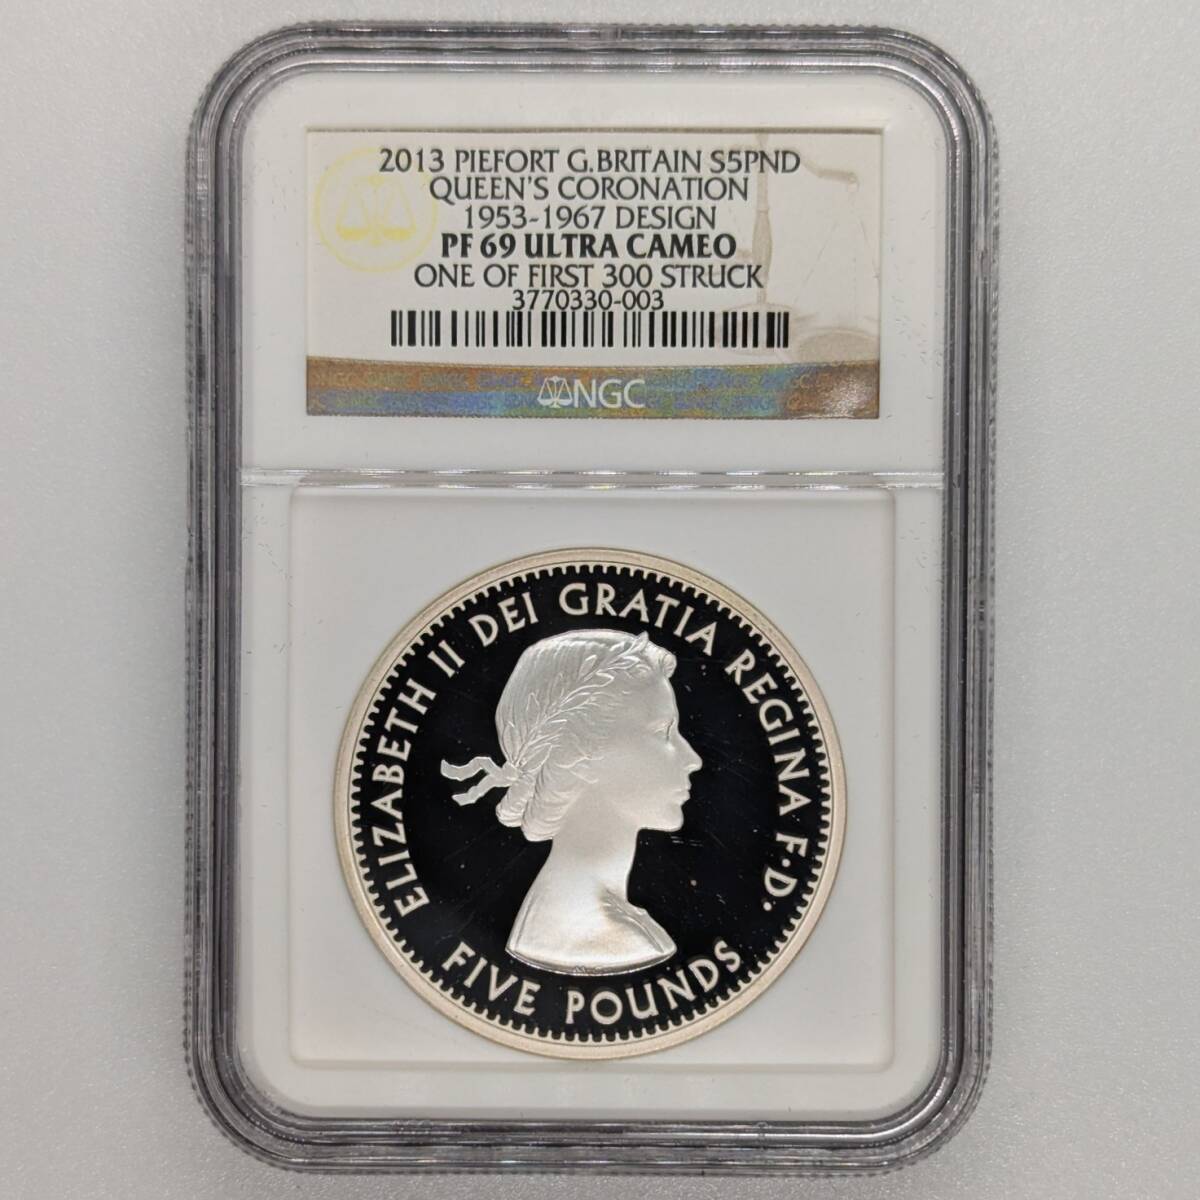 2013 PIEFORT G.BRITAIN S5PND
QUEEN'S CORONATION
1953-1967 DESIGN
PF 69 ULTRA CAMEO
ONE OF FIRST 300 STRUCK
3770330-003
NGC
ELIZABETH II DEI GRATIA REGINA F·D·
FIVE POUNDS